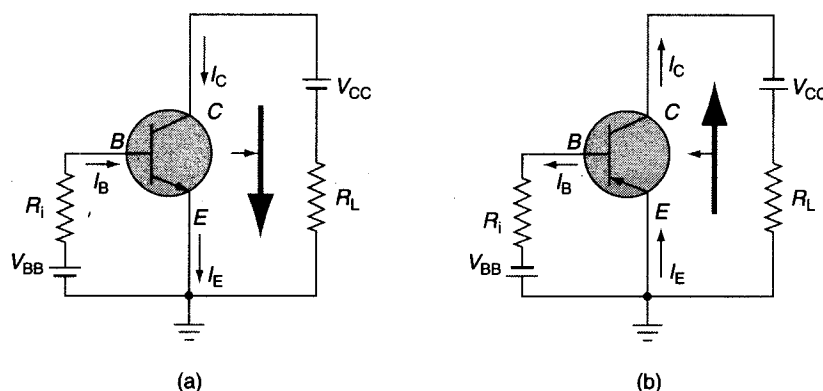 I_C
C
V_CC
B
I_B
R_i
V_BB
E
I_E
R_L
(a)
I_C
C
V_CC
B
I_B
R_i
V_BB
E
I_E
R_L
(b)